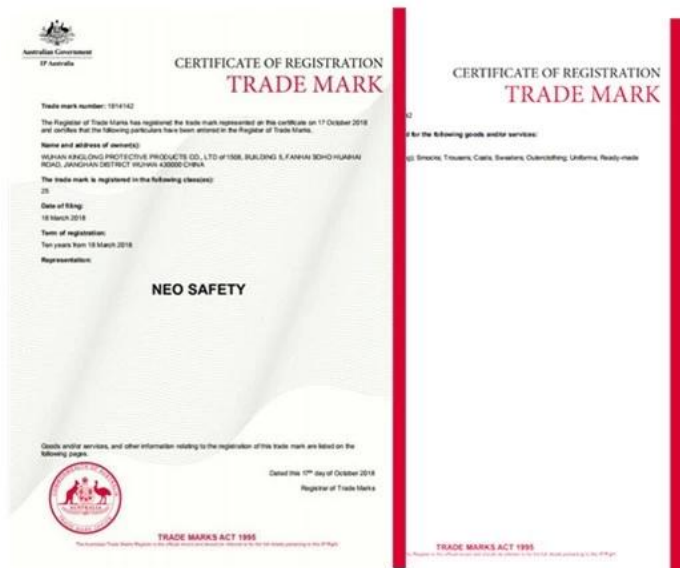 Australian Government
IP Australia
CERTIFICATE OF REGISTRATION
TRADE MARK
Trade mark number: 1914142
The Registrar of Trade Marks has registered the trade mark represented on this certificate on 17 October 2018
and certifies that the following particulars have been entered in the Register of Trade Marks.
Name and address of owner(s):
WUHAN KINGLONG PROTECTIVE PRODUCTS CO., LTD of 1508, BUILDING 5, FANHAI SOHO HUAIHAI
ROAD, JIANGHAN DISTRICT WUHAN 430000 CHINA
The trade mark is registered in the following class(es):
25
Date of filing:
18 March 2018
Term of registration:
Ten years from 18 March 2018
Representation:
NEO SAFETY
Goods and/or services, and other information relating to the registration of this trade mark are listed on the
following pages.
Dated this 17th day of October 2018
Registrar of Trade Marks
AUSTRALIA
TRADE MARKS ACT 1995
CERTIFICATE OF REGISTRATION
TRADE MARK
for the following goods and/or services:
Smocks; Trousers; Coats; Sweaters; Outerclothing; Uniforms; Ready-made
TRADE MARKS ACT 1995